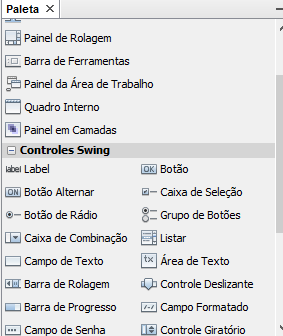 Paleta
Painel de Rolagem
Barra de Ferramentas
Painel da Área de Trabalho
Quadro Interno
Painel em Camadas
Controles Swing
label Label OK Botão
ON Botão Alternar Caixa de Seleção
Botão de Rádio Grupo de Botões
Caixa de Combinação Listar
Campo de Texto Área de Texto
Barra de Rolagem Controle Deslizante
Barra de Progresso Campo Formatado
Campo de Senha Controle Giratório